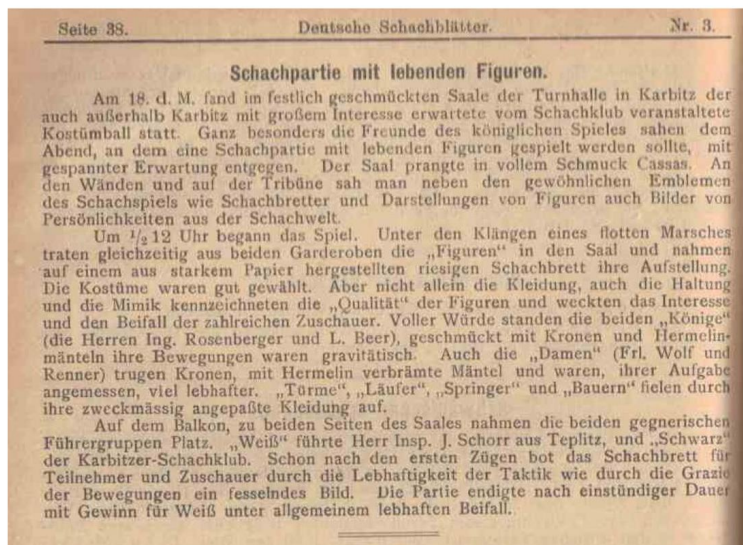 Seite 38. Deutsche Schachblätter. Nr. 3.
Schachpartie mit lebenden Figuren.
Am 18. d. M. fand im festlich geschmückten Saale der Turnhalle in Karbitz der
auch außerhalb Karbitz mit großem Interesse erwartete vom Schachklub veranstaltete
Kostümball statt. Ganz besonders die Freunde des königlichen Spieles sahen dem
Abend, an dem eine Schachpartie mit lebenden Figuren gespielt werden sollte, mit
gespannter Erwartung entgegen. Der Saal prangte in vollem Schmuck Cassas. An
den Wänden und auf der Tribüne sah man neben den gewöhnlichen Emblemen
des Schachspiels wie Schachbretter und Darstellungen von Figuren auch Bilder von
Persönlichkeiten aus der Schachwelt.
Um ½12 Uhr begann das Spiel. Unter den Klängen eines flotten Marsches
traten gleichzeitig aus beiden Garderoben die „Figuren“ in den Saal und nahmen
auf einem aus starkem Papier hergestellten riesigen Schachbrett ihre Aufstellung.
Die Kostüme waren gut gewählt. Aber nicht allein die Kleidung, auch die Haltung
und die Mimik kennzeichneten die „Qualität“ der Figuren und weckten das Interesse
und den Beifall der zahlreichen Zuschauer. Voller Würde standen die beiden „Könige“
(die Herren Ing. Rosenberger und L. Beer), geschmückt mit Kronen und Hermelin-
mänteln ihre Bewegungen waren gravitätisch. Auch die „Damen“ (Frl. Wolf und
Renner) trugen Kronen, mit Hermelin verbrämte Mäntel und waren, ihrer Aufgabe
angemessen, viel lebhafter. „Türme“, „Läufer“, „Springer“ und „Bauern“ fielen durch
ihre zweckmässig angepaßte Kleidung auf.
Auf dem Balkon, zu beiden Seiten des Saales nahmen die beiden gegnerischen
Führergruppen Platz. „Weiß“ führte Herr Insp. J. Schorr aus Teplitz, und „Schwarz“
der Karbitzer-Schachklub. Schon nach den ersten Zügen bot das Schachbrett für
Teilnehmer und Zuschauer durch die Lebhaftigkeit der Taktik wie durch die Grazie
der Bewegungen ein fesselndes Bild. Die Partie endigte nach einstündiger Dauer
mit Gewinn für Weiß unter allgemeinem lebhaften Beifall.